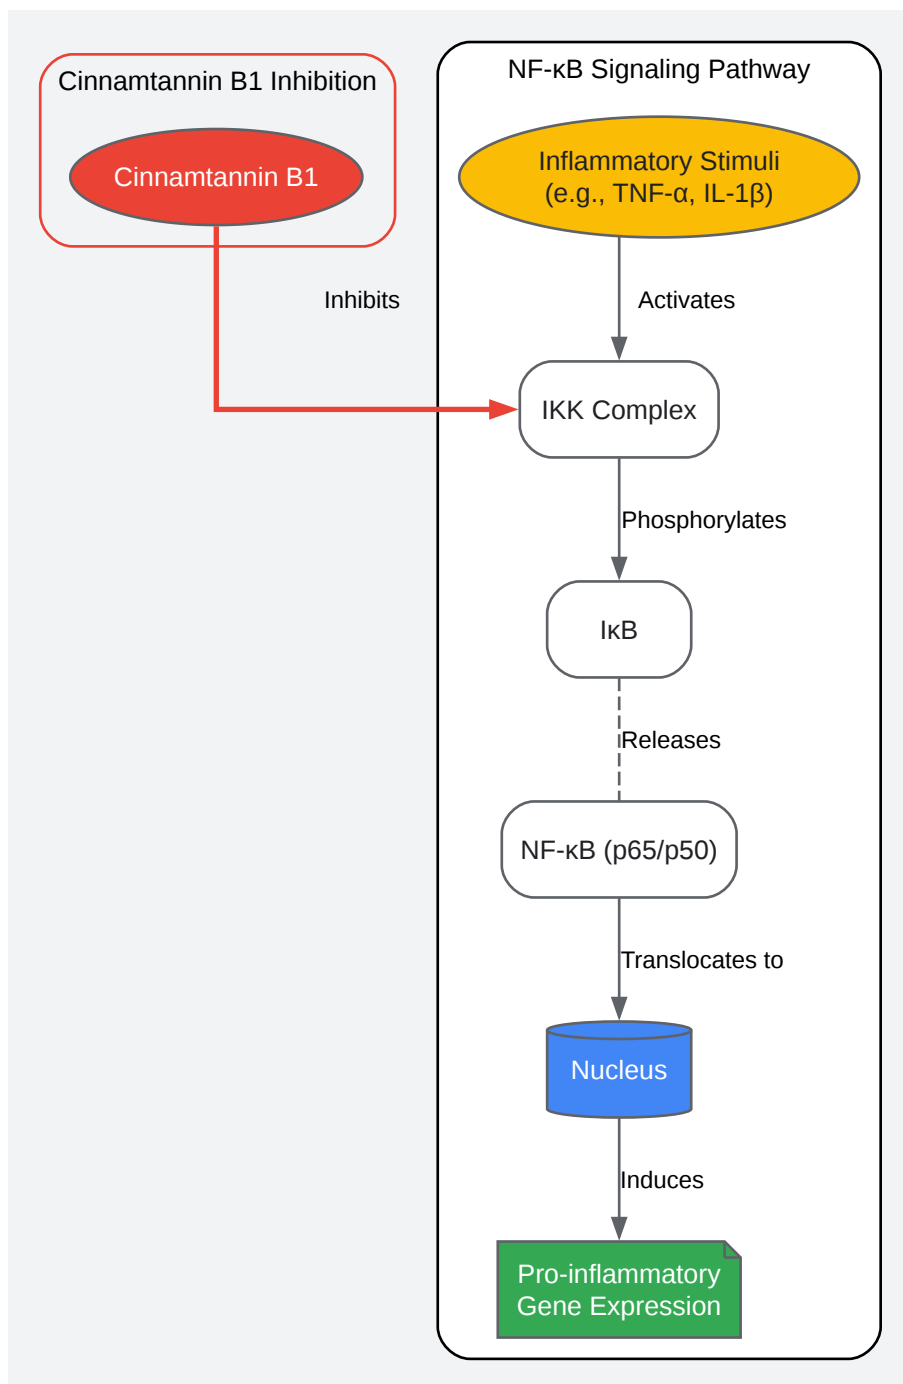 Cinnamtannin B1 Inhibition
Cinnamtannin B1
Inhibits
NF-κB Signaling Pathway
Inflammatory Stimuli
(e.g., TNF-α, IL-1β)
Activates
IKK Complex
Phosphorylates
IκB
Releases
NF-κB (p65/p50)
Translocates to
Nucleus
Induces
Pro-inflammatory
Gene Expression